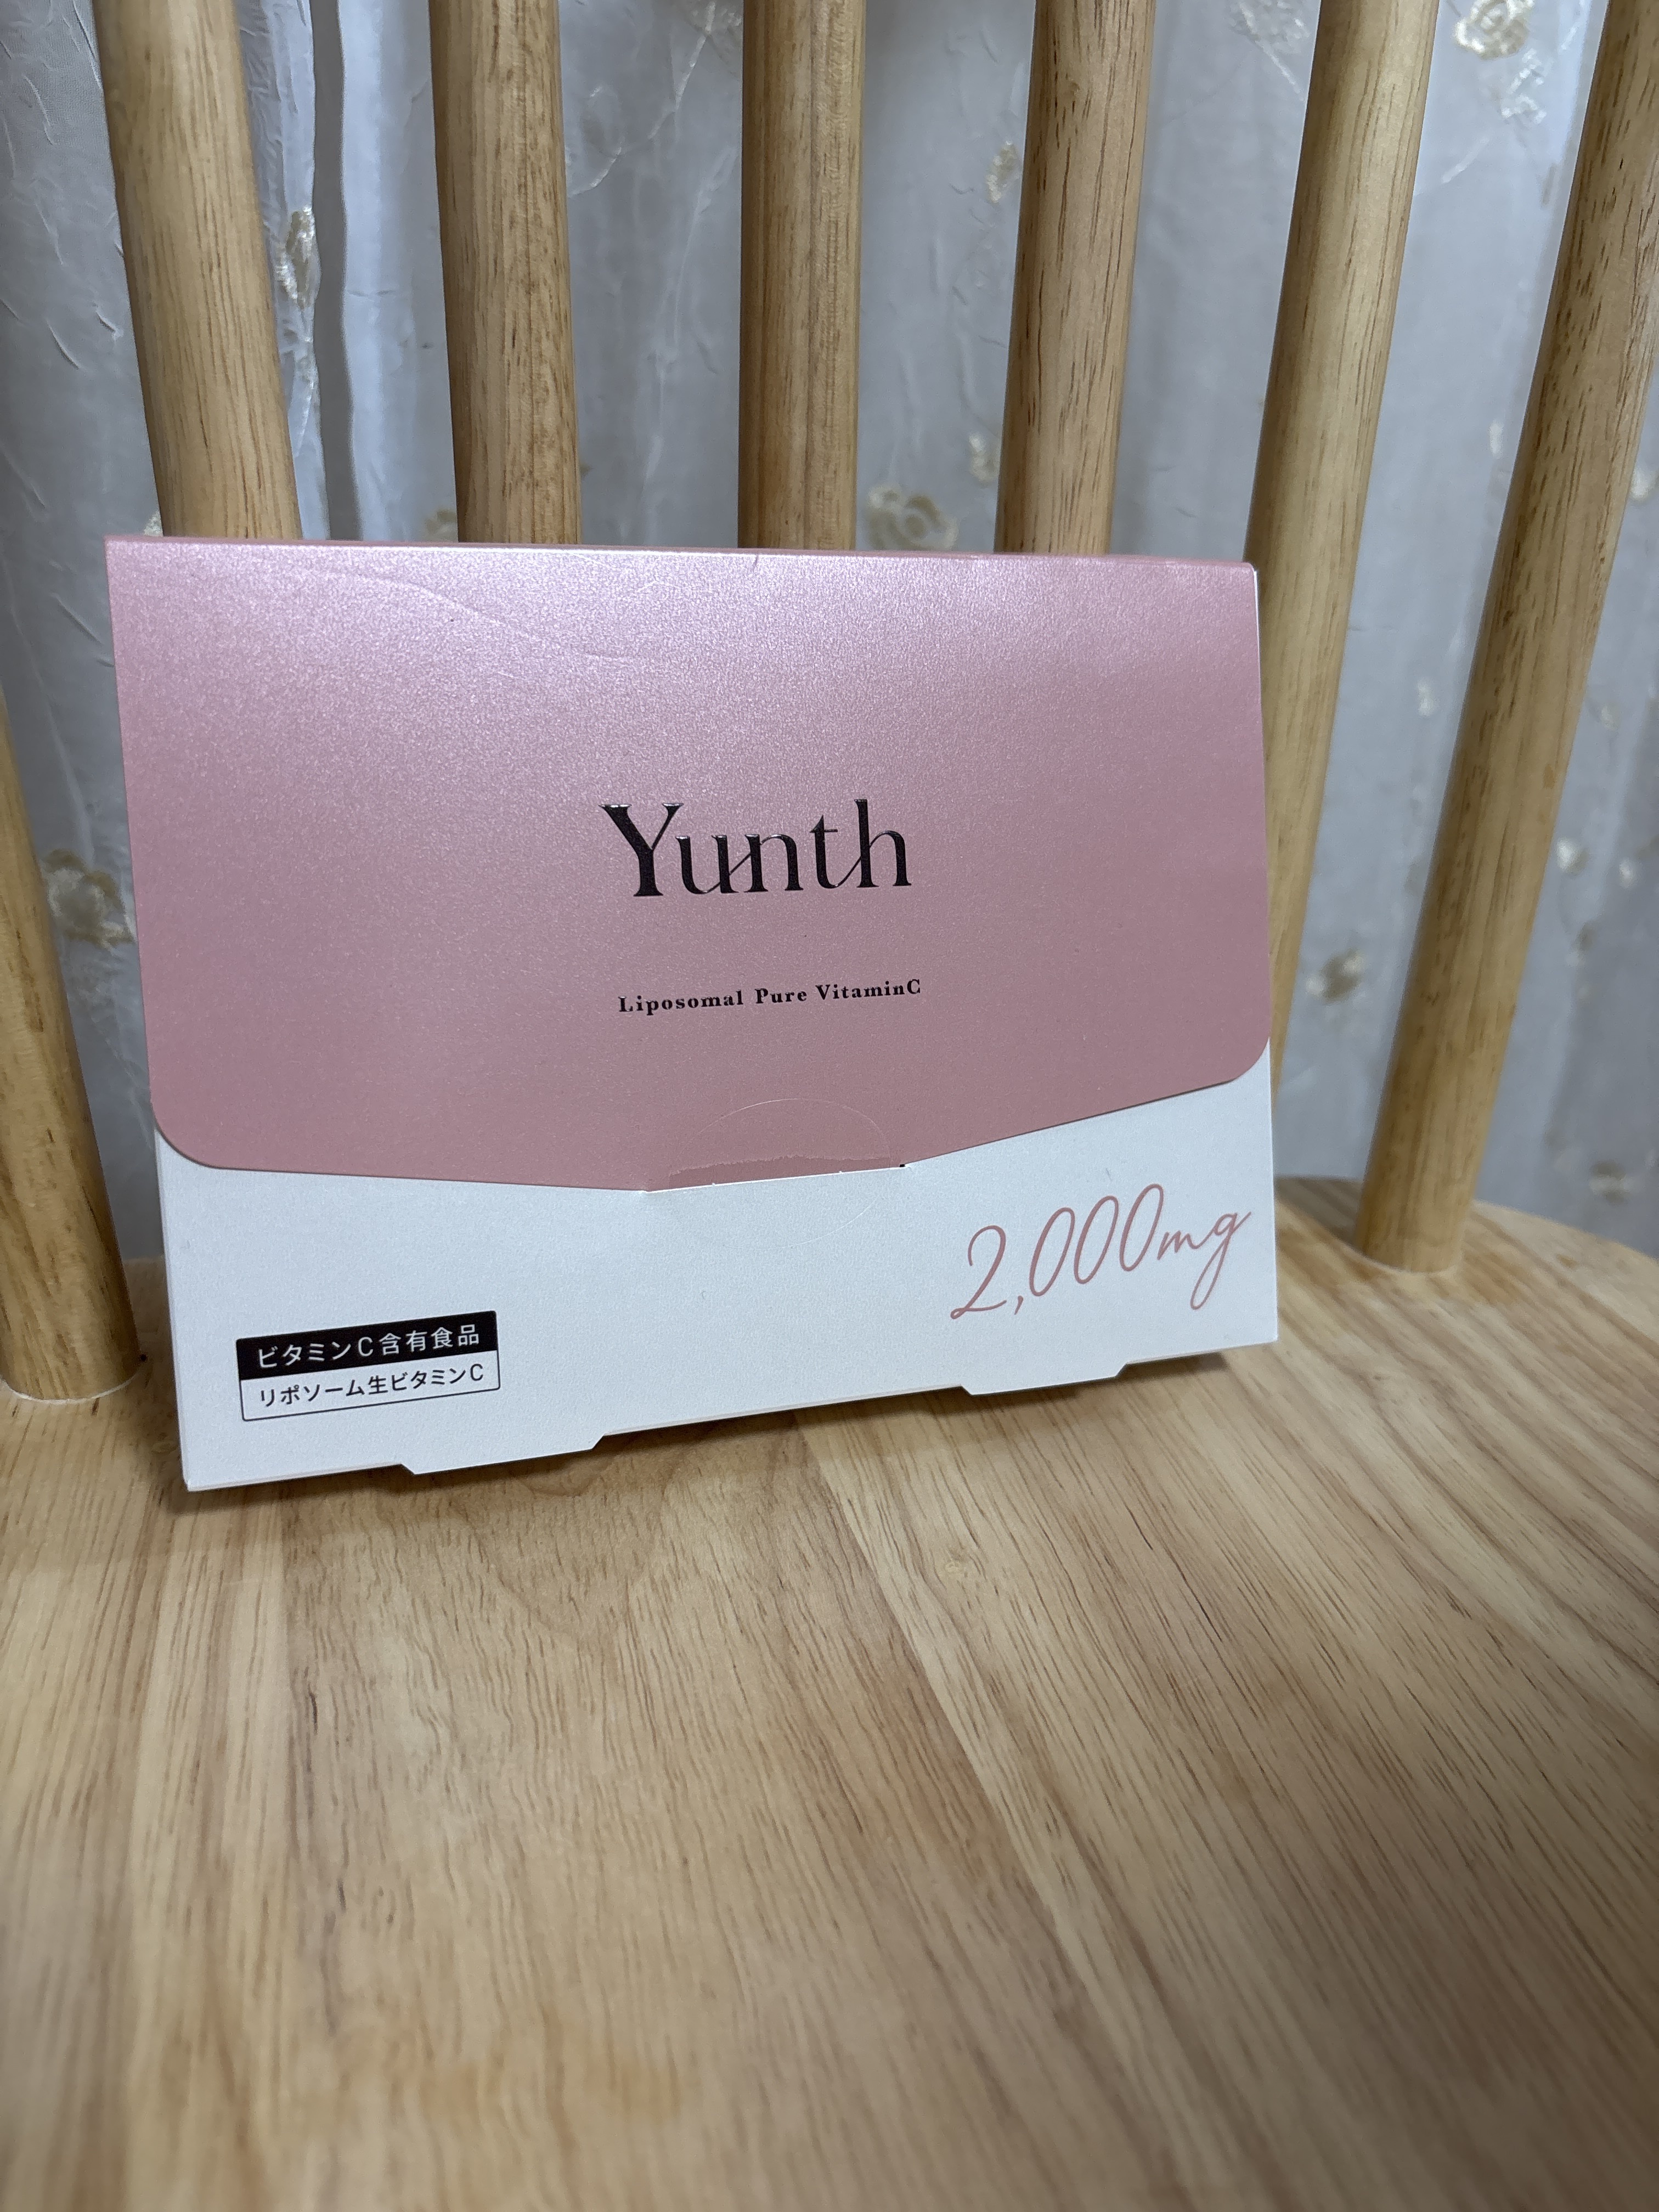 Yunth
Liposomal Pure VitaminC
2,000mg
ビタミンC含有食品
リポソーム生ビタミンC